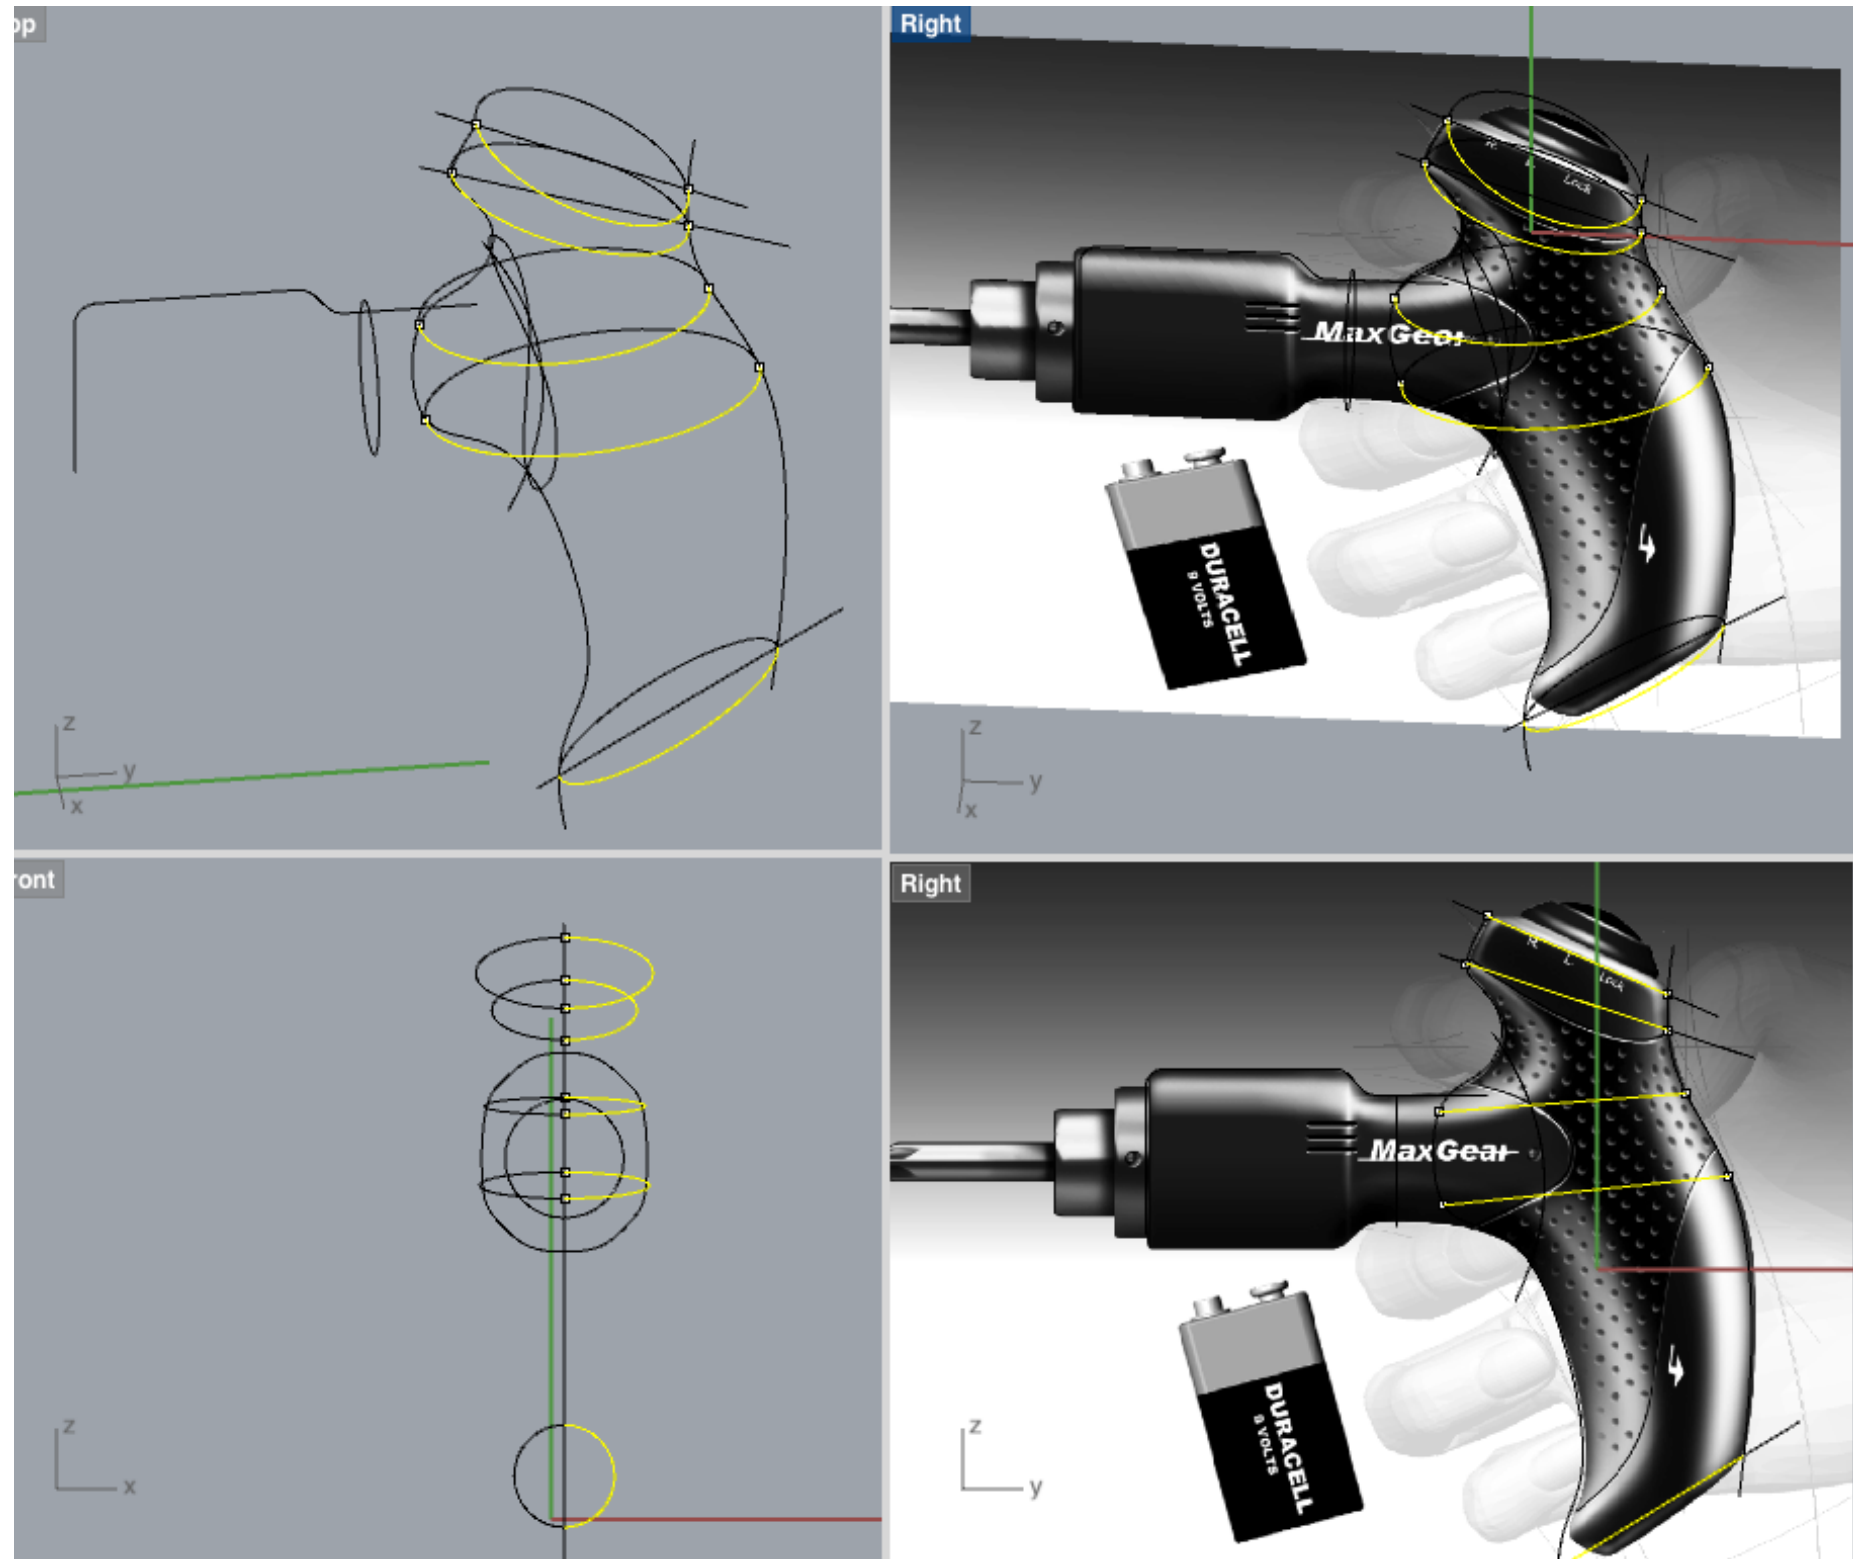 op
Right
R
L
Lock
MaxGear
DURACELL
9 VOLTS
z
y
x
z
y
x
ront
Right
R
L
Lock
MaxGear
DURACELL
9 VOLTS
z
x
z
y